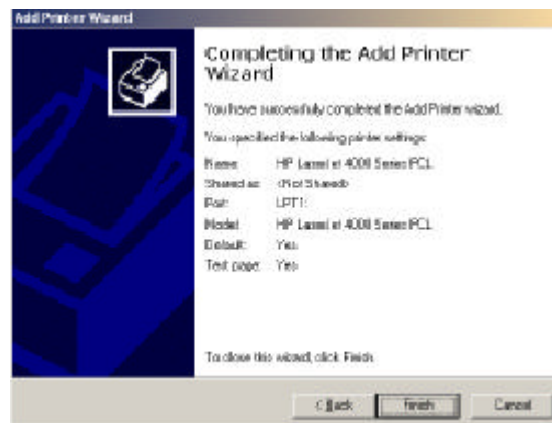 Add Printer Wizard
Completing the Add Printer
Wizard
You have successfully completed the Add Printer wizard.
You specified the following printer settings:
Name: HP LaserJet 4000 Series PCL
Shared as: <Not Shared>
Port: LPT1:
Model: HP LaserJet 4000 Series PCL
Default: Yes
Test page: Yes
To close this wizard, click Finish.
< Back Finish Cancel